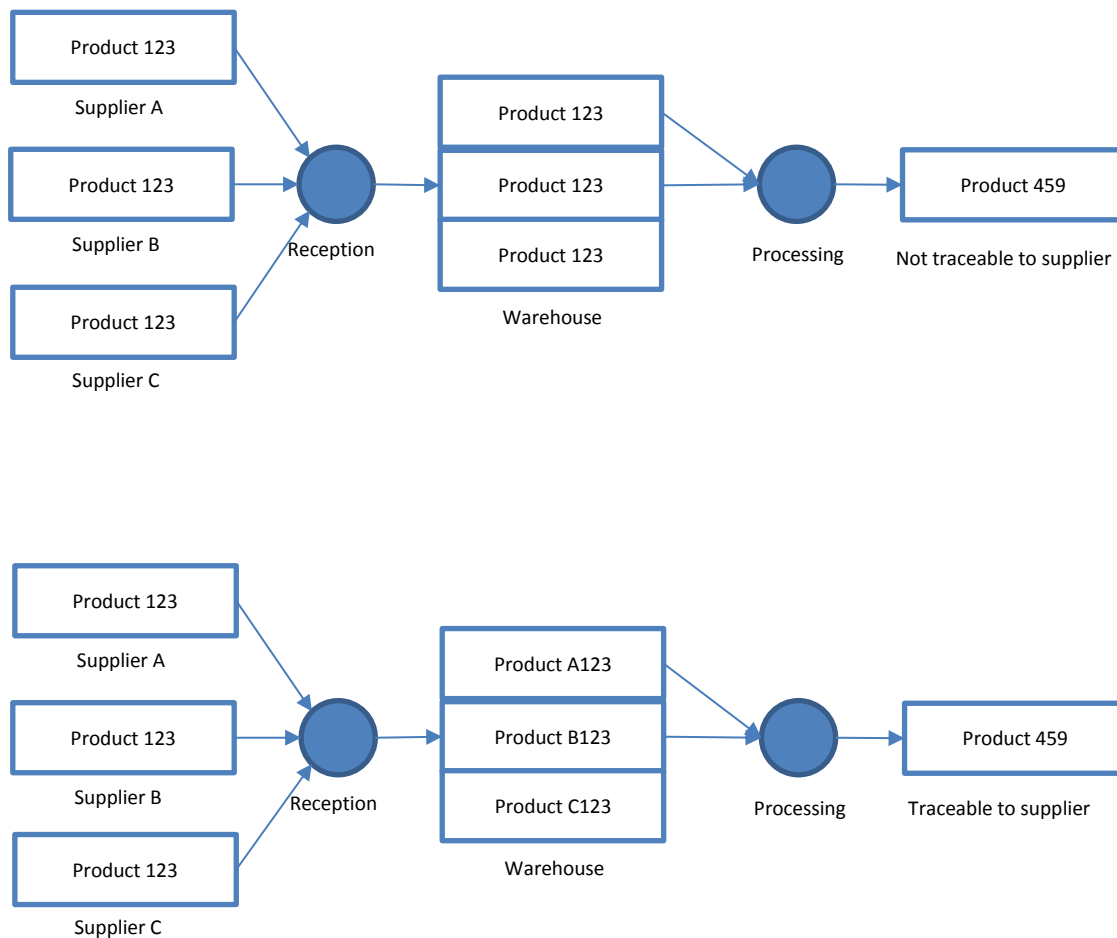 Product 123
Supplier A
Product 123
Supplier B
Product 123
Supplier C
Reception
Product 123
Product 123
Product 123
Warehouse
Processing
Product 459
Not traceable to supplier
Product 123
Supplier A
Product 123
Supplier B
Product 123
Supplier C
Reception
Product A123
Product B123
Product C123
Warehouse
Processing
Product 459
Traceable to supplier